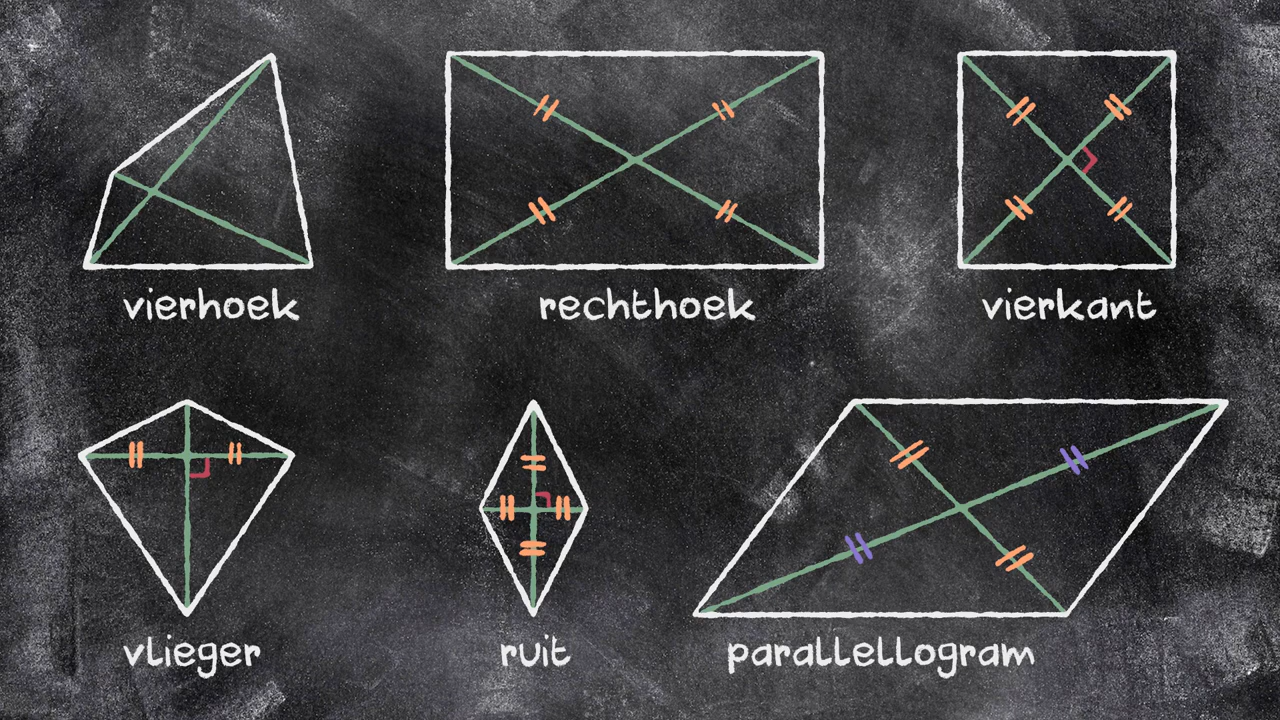 vierhoek
rechthoek
vierkant
vlieger
ruit
parallellogram